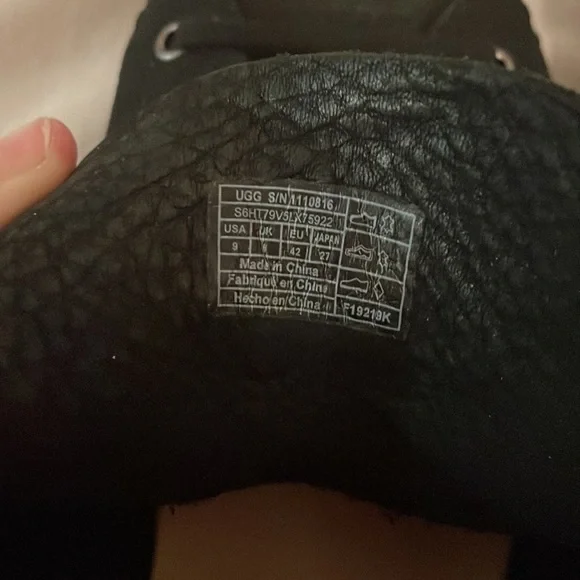 UGG S/N 1110816
S6HT79V5LX75922
USA UK EU JAPAN
9 42 27
Made in China
Fabriqué en Chine
Hecho en China
F19219K